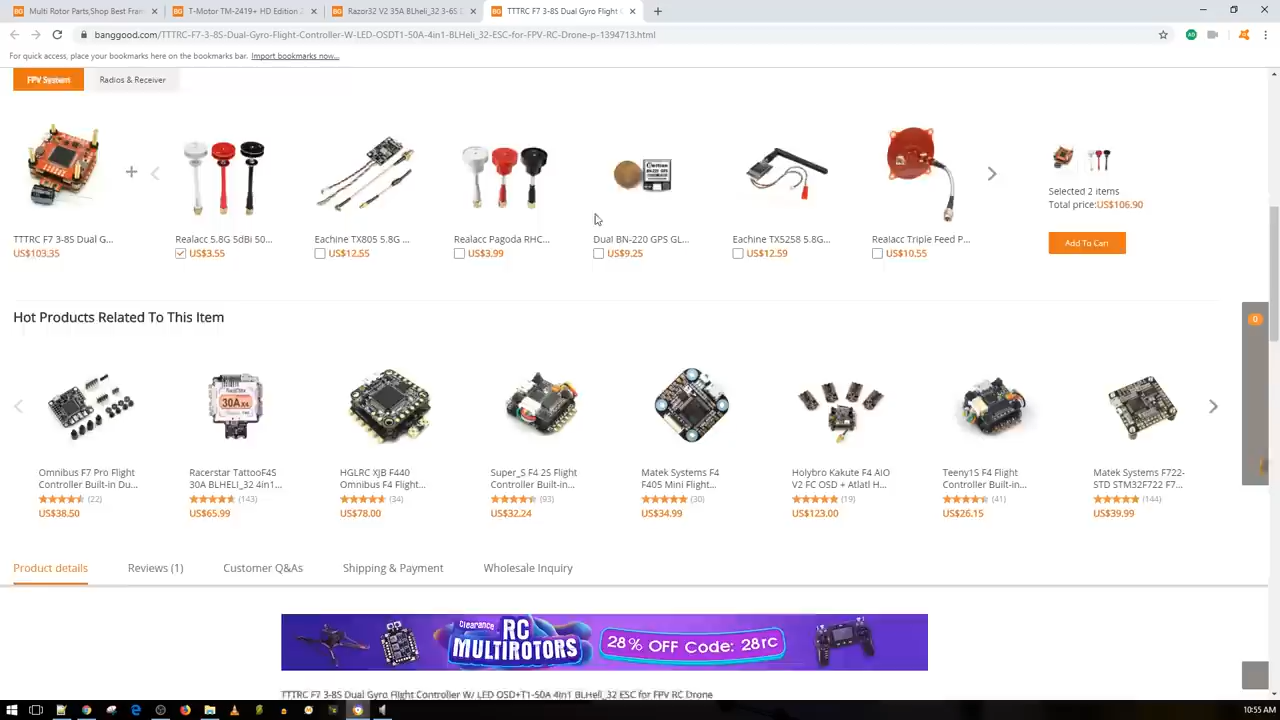 Multi Rotor Parts,Shop Best Fram
T-Motor TM-2419+ HD Edition
Razor32 V2 35A BLheli_32 3-6S
TTTRC F7 3-8S Dual Gyro Flight C
banggood.com/TTTRC-F7-3-8S-Dual-Gyro-Flight-Controller-W-LED-OSDT1-50A-4in1-BLHeli_32-ESC-for-FPV-RC-Drone-p-1394713.html
For quick access, place your bookmarks here on the bookmarks bar. Import bookmarks now...
FPV System
Radios & Receiver
Selected 2 items
Total price:US$106.90
TTTRC F7 3-8S Dual G...
Realacc 5.8G 5dBi 50...
Eachine TX805 5.8G ...
Realacc Pagoda RHC...
Dual BN-220 GPS GL...
Eachine TX5258 5.8G...
Realacc Triple Feed P...
Add To Cart
US$103.35
US$3.55
US$12.55
US$3.99
US$9.25
US$12.59
US$10.55
Hot Products Related To This Item
0
30A X4
Omnibus F7 Pro Flight
Controller Built-in Du...
(22)
US$38.50
Racerstar TattooF4S
30A BLHELI_32 4in1...
(143)
US$65.99
HGLRC XJB F440
Omnibus F4 Flight...
(34)
US$78.00
Super_S F4 2S Flight
Controller Built-in...
(93)
US$32.24
Matek Systems F4
F405 Mini Flight...
(30)
US$34.99
Holybro Kakute F4 AIO
V2 FC OSD + Atlatl H...
(19)
US$123.00
Teeny1S F4 Flight
Controller Built-in...
(41)
US$26.15
Matek Systems F722-
STD STM32F722 F7...
(144)
US$39.99
Product details
Reviews (1)
Customer Q&As
Shipping & Payment
Wholesale Inquiry
Clearance
RC
MULTIROTORS
28% OFF Code: 28rc
TTTRC F7 3-8S Dual Gyro Flight Controller W/ LED OSD+T1-50A 4in1 BLHeli_32 ESC for FPV RC Drone
10:55 AM